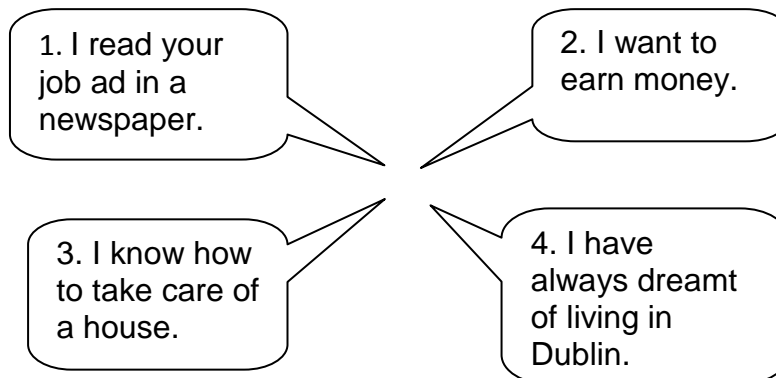 1. I read your
job ad in a
newspaper.
2. I want to
earn money.
3. I know how
to take care of
a house.
4. I have
always dreamt
of living in
Dublin.